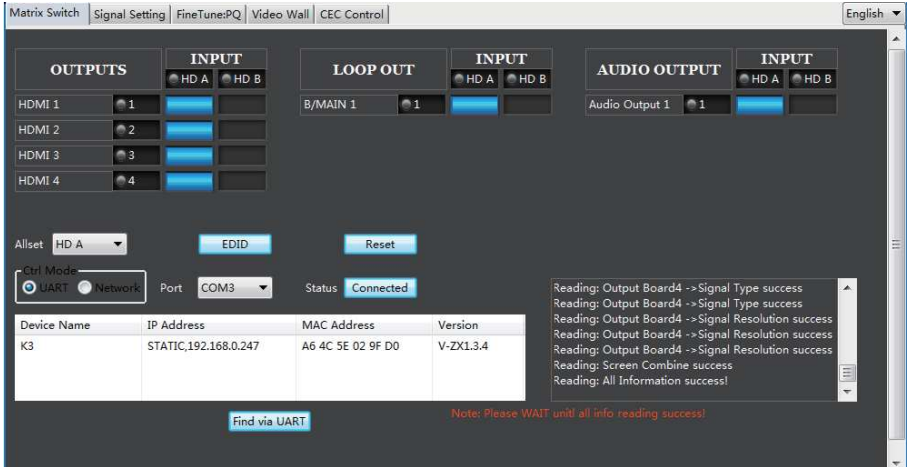 Matrix Switch Signal Setting FineTune:PQ Video Wall CEC Control English
OUTPUTS INPUT LOOP OUT INPUT AUDIO OUTPUT INPUT
HD A HD B HD A HD B HD A HD B
HDMI 1 1 B/MAIN 1 1 Audio Output 1 1
HDMI 2 2
HDMI 3 3
HDMI 4 4
Allset HD A EDID Reset
Ctrl Mode
UART Network Port COM3 Status Connected
Device Name IP Address MAC Address Version
K3 STATIC,192.168.0.247 A6 4C 5E 02 9F D0 V-ZX1.3.4
Reading: Output Board4 ->Signal Type success
Reading: Output Board4 ->Signal Type success
Reading: Output Board4 ->Signal Resolution success
Reading: Output Board4 ->Signal Resolution success
Reading: Output Board4 ->Signal Resolution success
Reading: Screen Combine success
Reading: All Information success!
Find via UART
Note: Please WAIT unitl all info reading success!